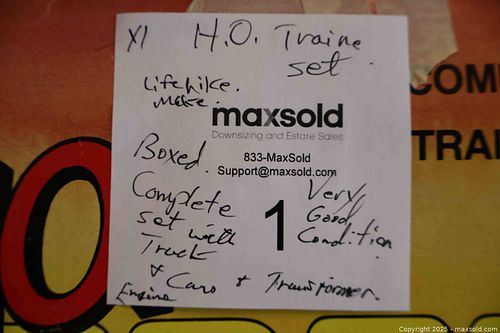 X1 H.O. Traine
set.
Lifelike.
Make.
maxsold
Downsizing and Estate Sales
833-MaxSold
Support@maxsold.com
Boxed.
Complete
set with
Track
& Cars & Transformer.
Engine
1
Very
Good
Condition.
COM
TRAI
O
Copyright 2025 - maxsold.com